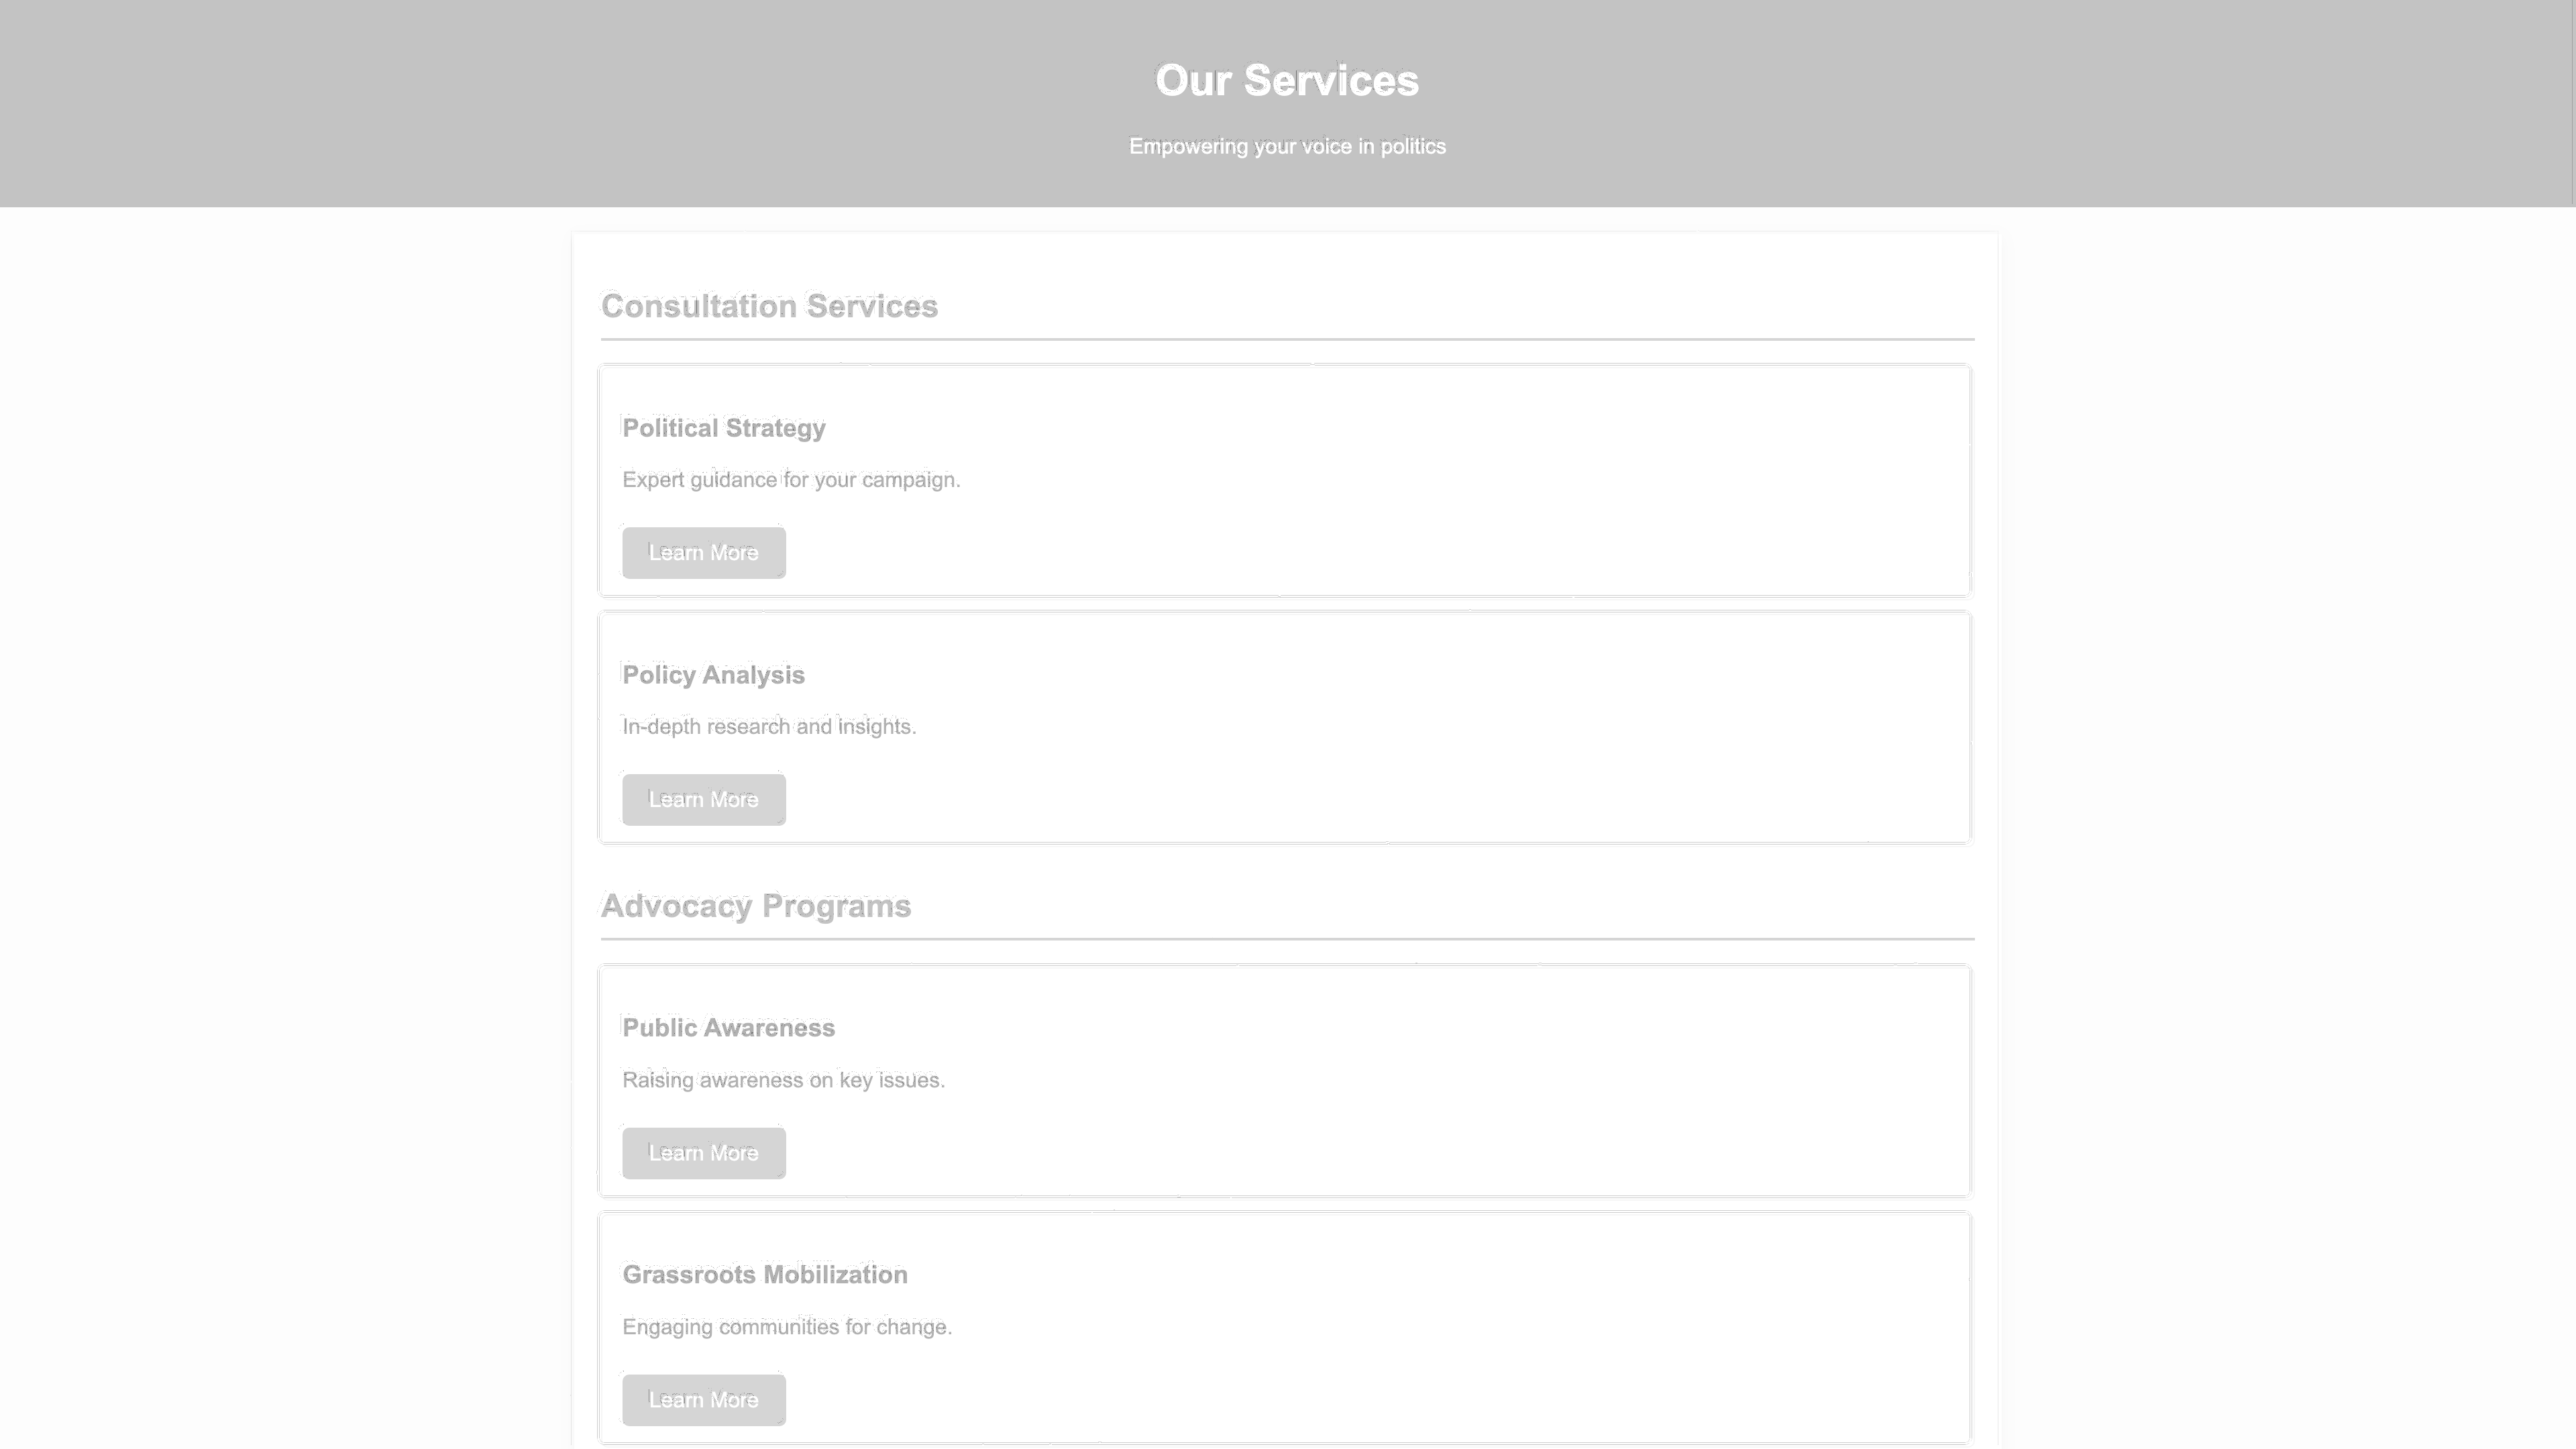 Our Services
Empowering your voice in politics
Consultation Services
Political Strategy
Expert guidance for your campaign.
Learn More
Policy Analysis
In-depth research and insights.
Learn More
Advocacy Programs
Public Awareness
Raising awareness on key issues.
Learn More
Grassroots Mobilization
Engaging communities for change.
Learn More